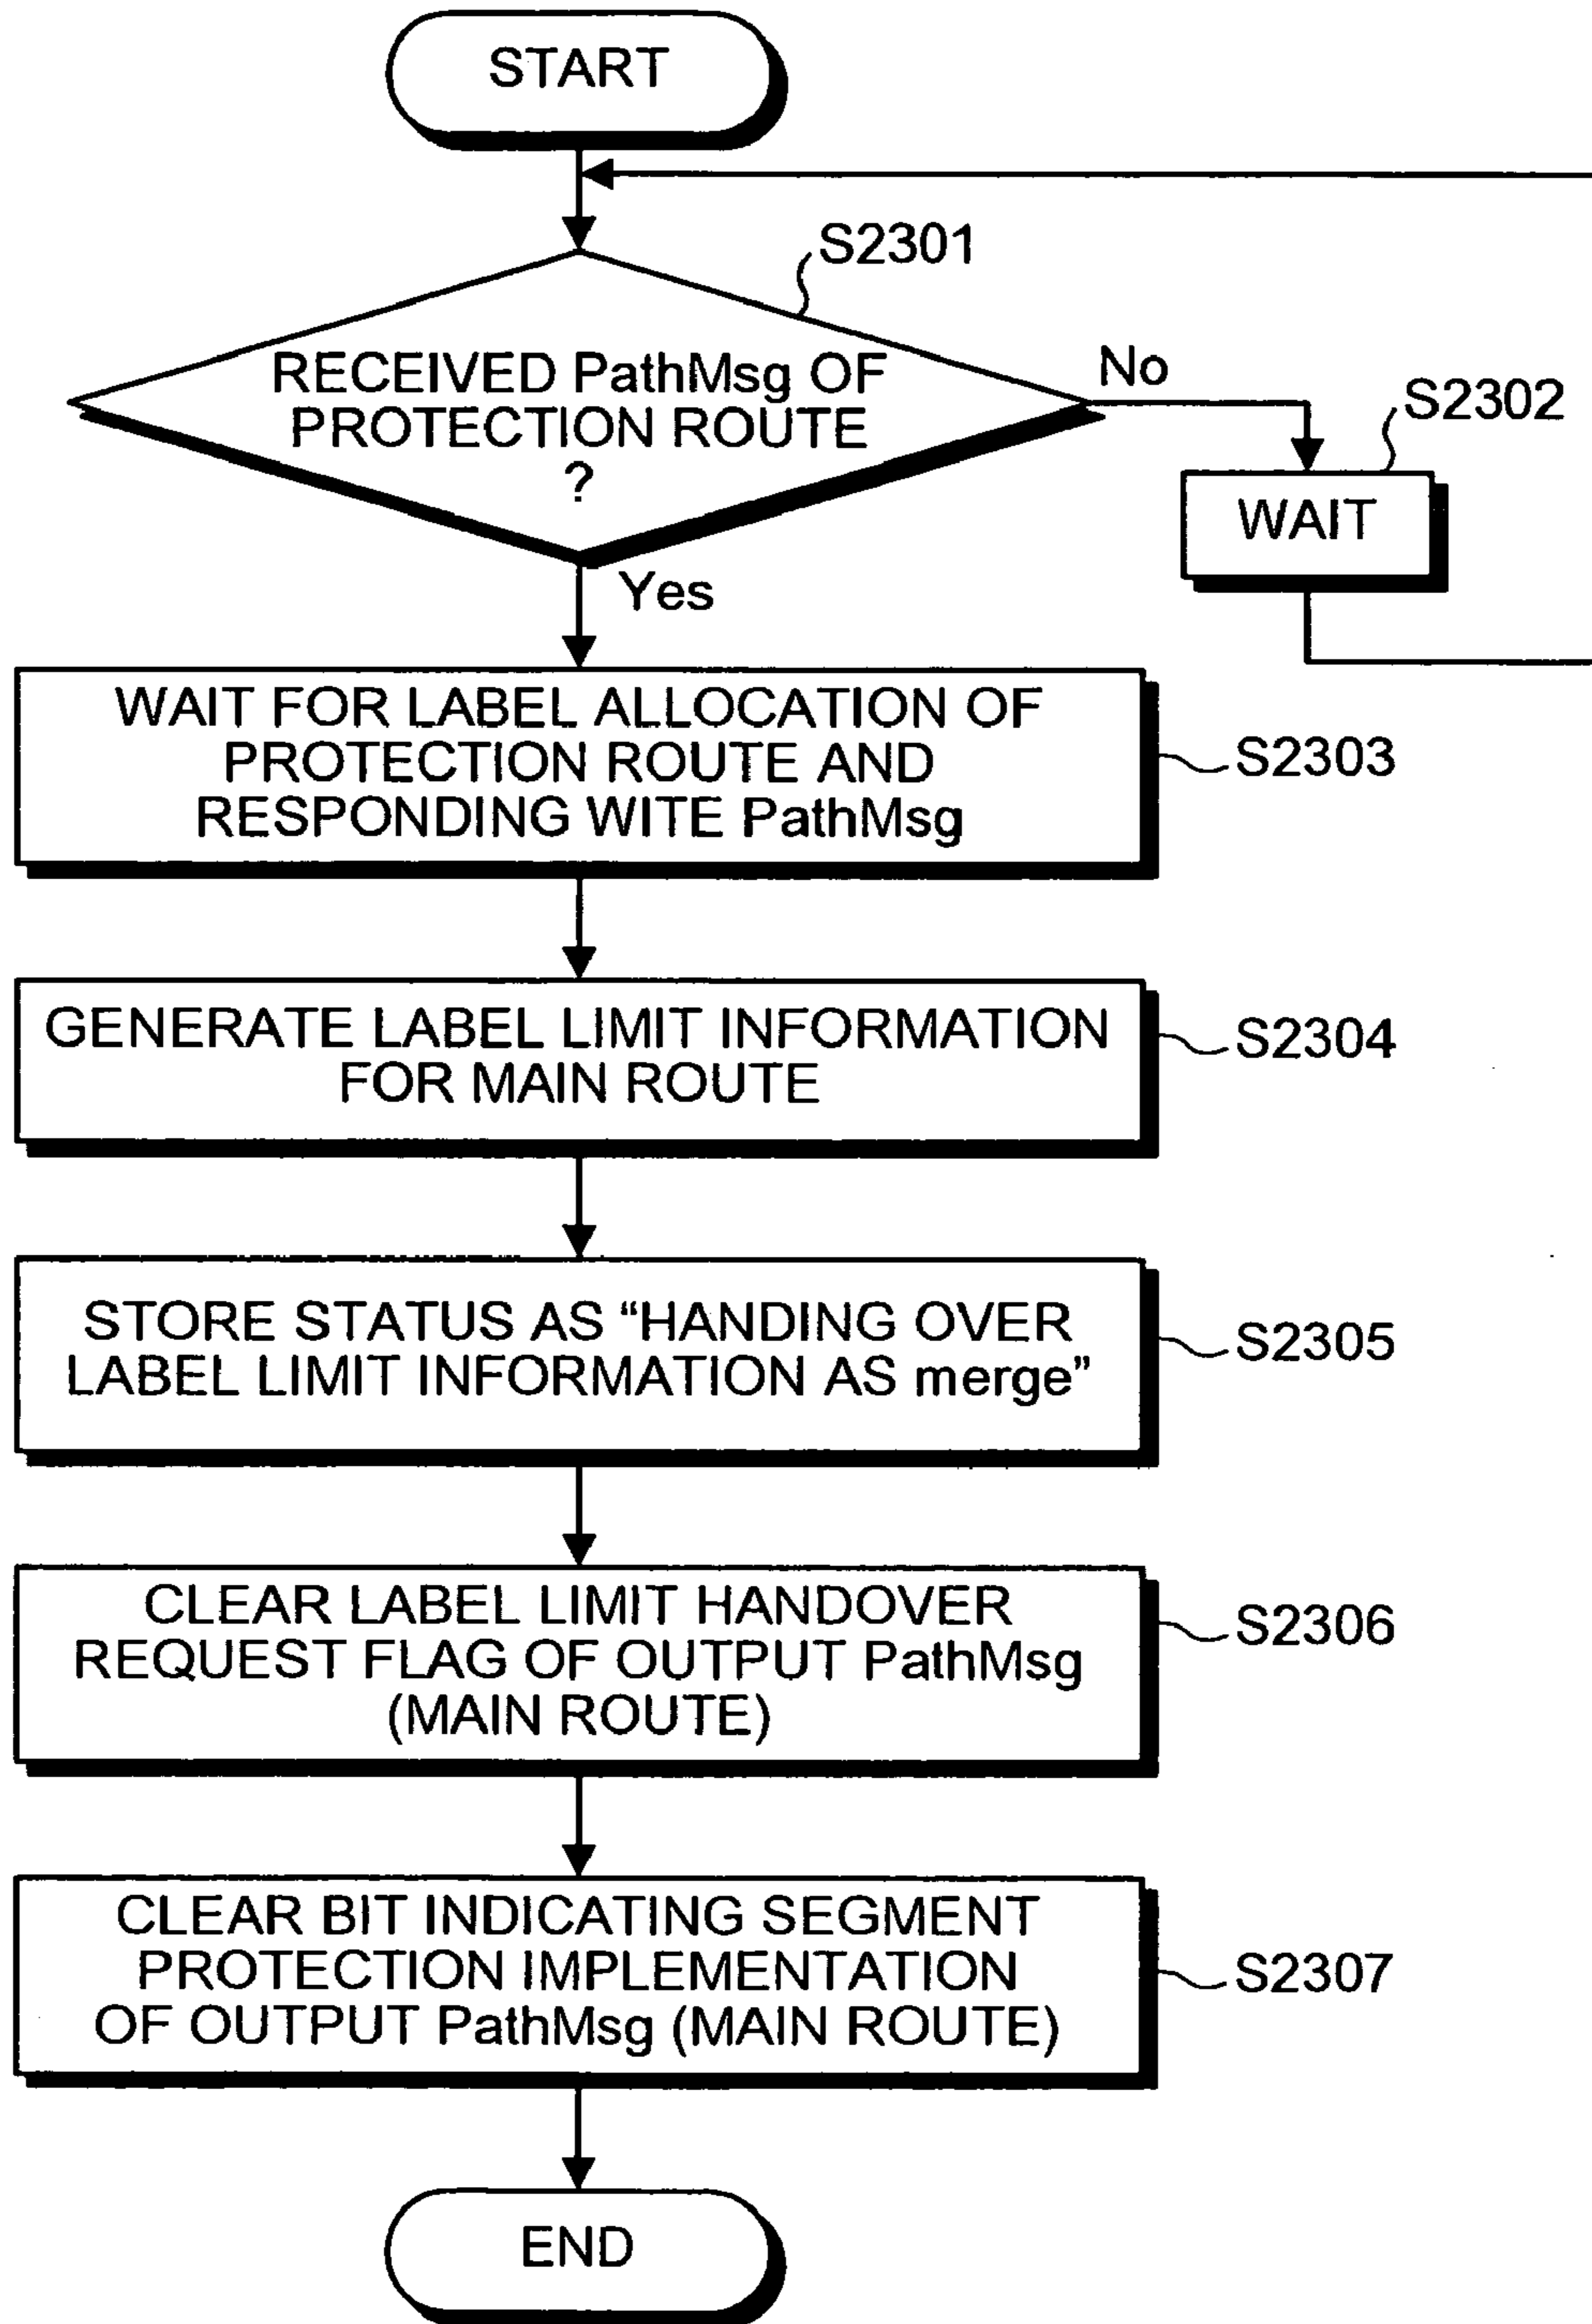 START
S2301
RECEIVED PathMsg OF
PROTECTION ROUTE
?
No
S2302
WAIT
Yes
WAIT FOR LABEL ALLOCATION OF
PROTECTION ROUTE AND
RESPONDING WITE PathMsg
S2303
GENERATE LABEL LIMIT INFORMATION
FOR MAIN ROUTE
S2304
STORE STATUS AS “HANDING OVER
LABEL LIMIT INFORMATION AS merge”
S2305
CLEAR LABEL LIMIT HANDOVER
REQUEST FLAG OF OUTPUT PathMsg
(MAIN ROUTE)
S2306
CLEAR BIT INDICATING SEGMENT
PROTECTION IMPLEMENTATION
OF OUTPUT PathMsg (MAIN ROUTE)
S2307
END